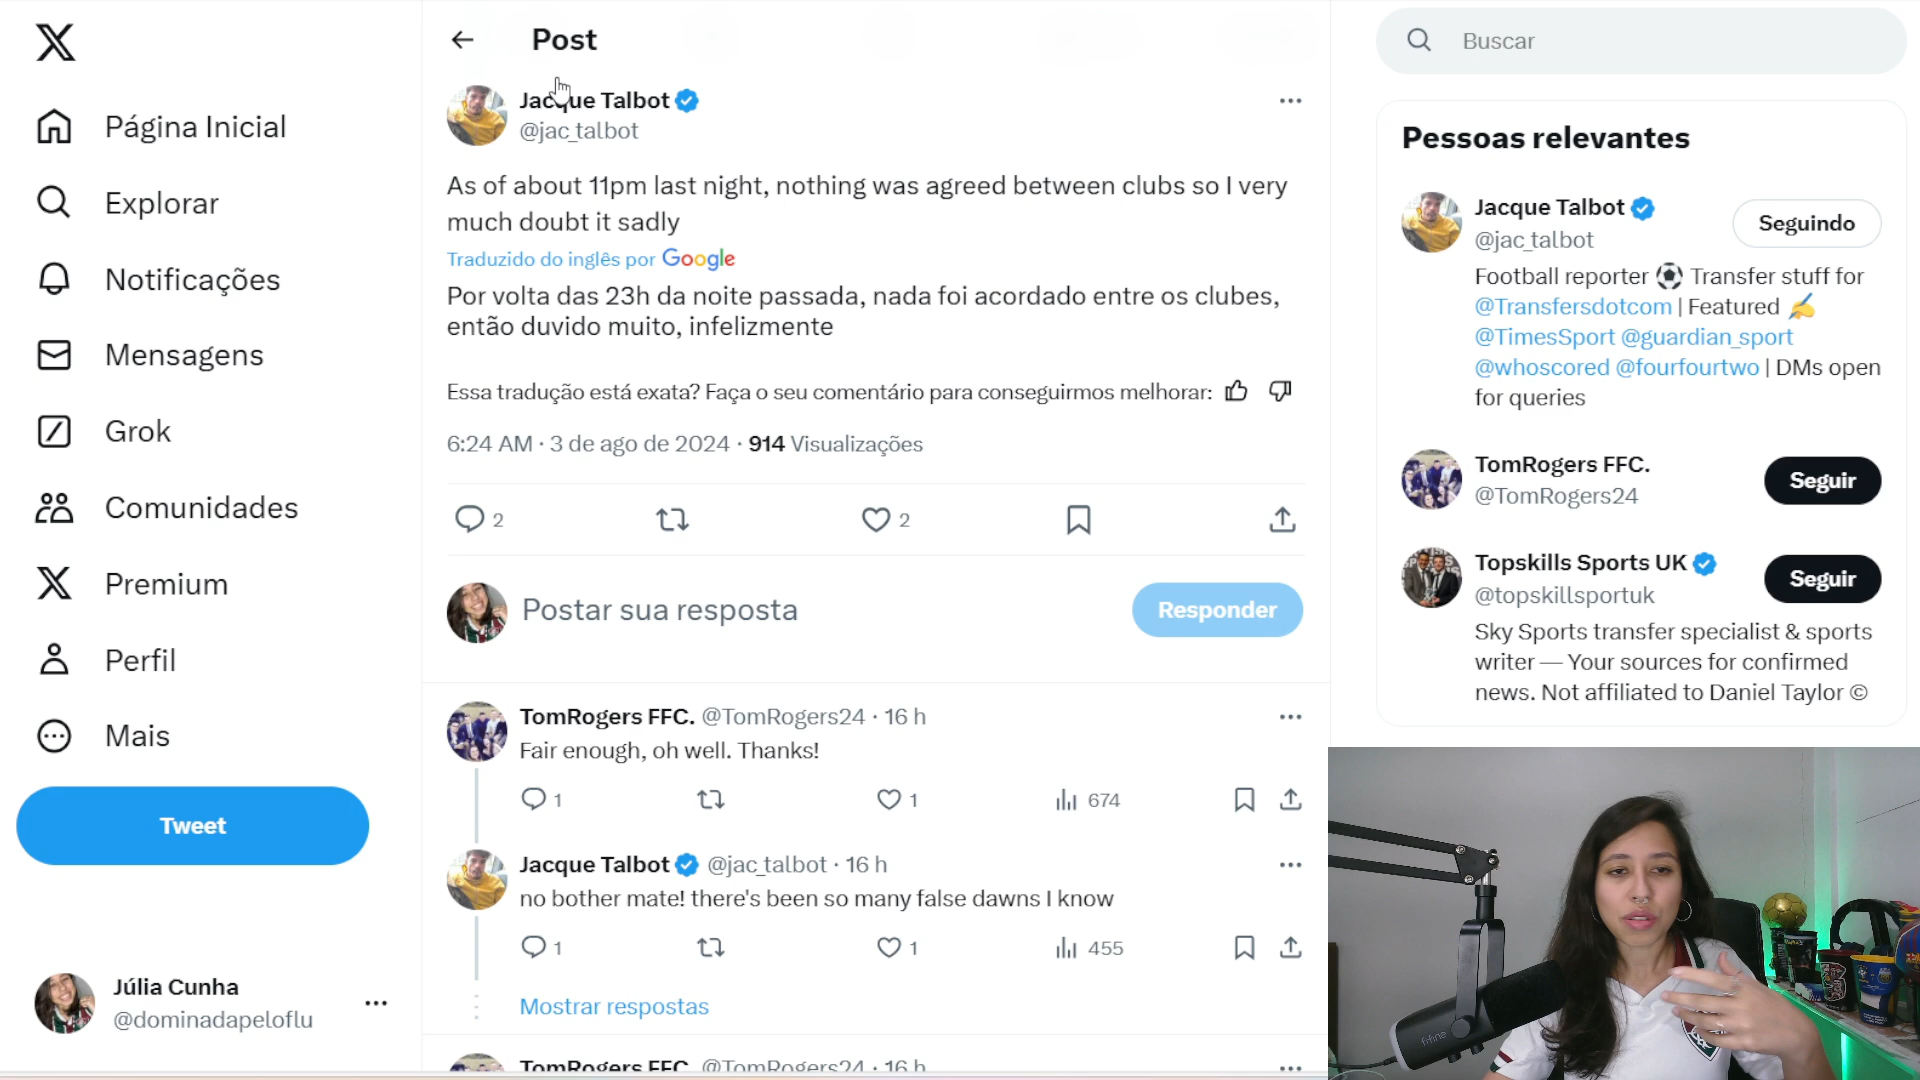 Página Inicial
Explorar
Notificações
Mensagens
Grok
Comunidades
Premium
Perfil
Mais
Tweet
Júlia Cunha
@dominadapeloflu
Post
Jacque Talbot
@jac_talbot
As of about 11pm last night, nothing was agreed between clubs so I very
much doubt it sadly
Traduzido do inglês por Google
Por volta das 23h da noite passada, nada foi acordado entre os clubes,
então duvido muito, infelizmente
Essa tradução está exata? Faça o seu comentário para conseguirmos melhorar:
6:24 AM · 3 de ago de 2024 · 914 Visualizações
2
2
Postar sua resposta
Responder
TomRogers FFC. @TomRogers24 · 16 h
Fair enough, oh well. Thanks!
1
1
674
Jacque Talbot @jac_talbot · 16 h
no bother mate! there's been so many false dawns I know
1
1
455
Mostrar respostas
TomRogers FFC. @TomRogers24 · 16 h
Buscar
Pessoas relevantes
Jacque Talbot
@jac_talbot
Seguindo
Football reporter ⚽ Transfer stuff for
@Transfersdotcom | Featured ✍
@TimesSport @guardian_sport
@whoscored @fourfourtwo | DMs open
for queries
TomRogers FFC.
@TomRogers24
Seguir
Topskills Sports UK
@topskillsportuk
Seguir
Sky Sports transfer specialist & sports
writer — Your sources for confirmed
news. Not affiliated to Daniel Taylor ©
fifine